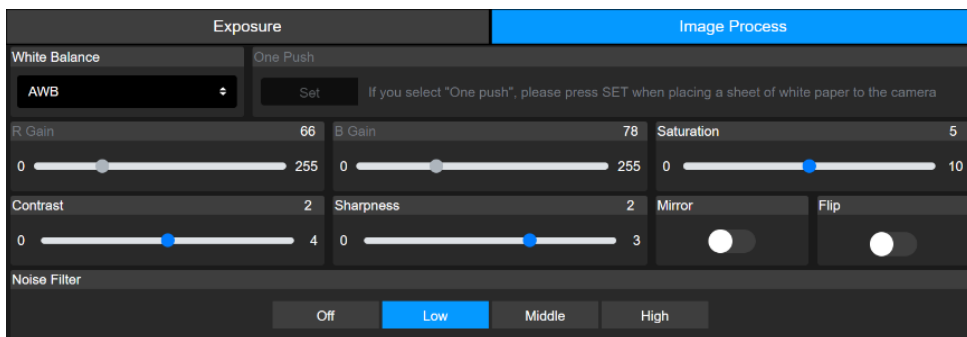 Exposure Image Process
White Balance One Push
AWB Set If you select "One push", please press SET when placing a sheet of white paper to the camera
R Gain 66 B Gain 78 Saturation 5
0 255 0 255 0 10
Contrast 2 Sharpness 2 Mirror Flip
0 4 0 3
Noise Filter
Off Low Middle High